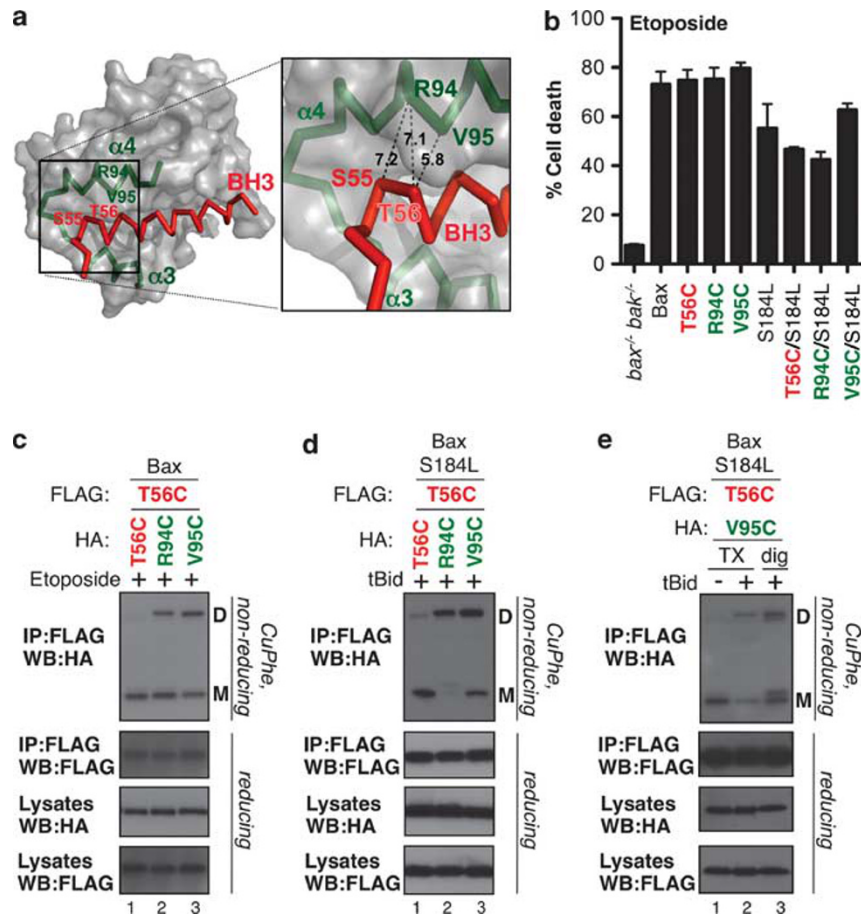 a
α4
R94
V95
S55
T56
BH3
α3
R94
α4
7.1
V95
7.2
5.8
S55
T56
BH3
α3
b
Etoposide
% Cell death
100
80
60
40
20
0
bax-/- bak-/-
Bax
T56C
R94C
V95C
S184L
T56C/S184L
R94C/S184L
V95C/S184L
c
Bax
FLAG: T56C
HA: T56C R94C V95C
Etoposide + + +
IP:FLAG
WB:HA
D
M
CuPhe,
non-reducing
IP:FLAG
WB:FLAG
Lysates
WB:HA
Lysates
WB:FLAG
reducing
1 2 3
d
Bax
S184L
FLAG: T56C
HA: T56C R94C V95C
tBid + + +
IP:FLAG
WB:HA
D
M
CuPhe,
non-reducing
IP:FLAG
WB:FLAG
Lysates
WB:HA
Lysates
WB:FLAG
reducing
1 2 3
e
Bax
S184L
FLAG: T56C
HA: V95C
TX dig
tBid - + +
IP:FLAG
WB:HA
D
M
CuPhe,
non-reducing
IP:FLAG
WB:FLAG
Lysates
WB:HA
Lysates
WB:FLAG
reducing
1 2 3